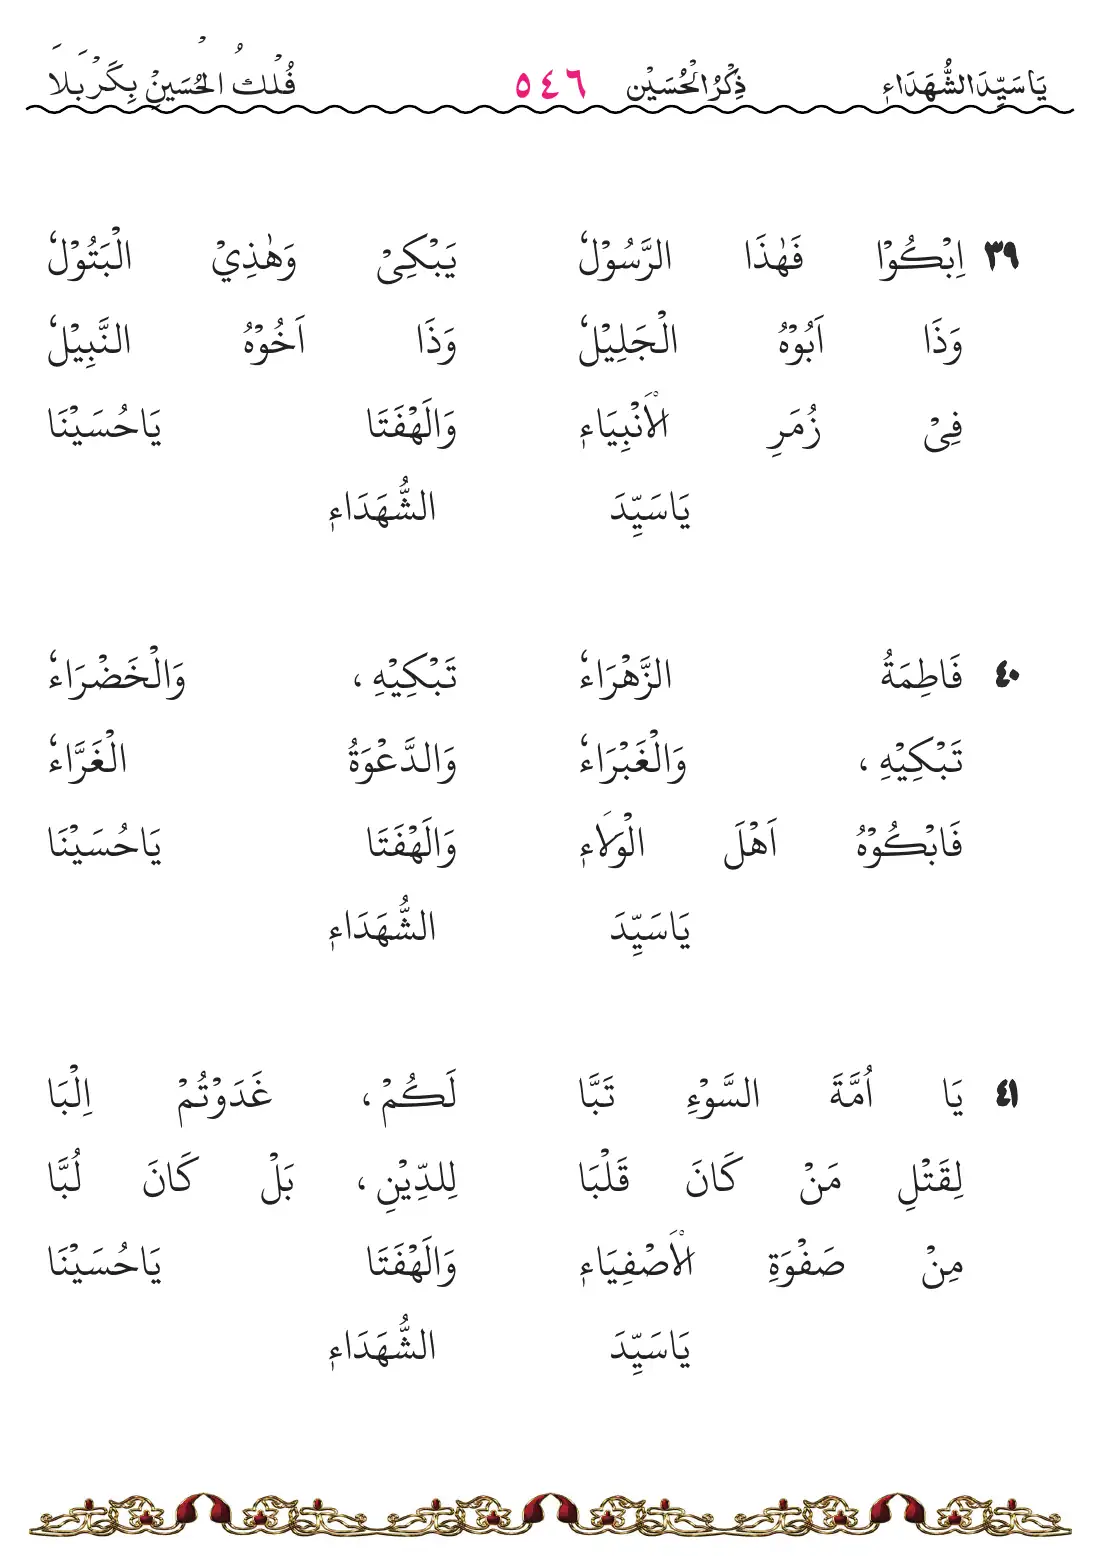 يَاسَيِّدَالشُّهَدَاءِ ذِكْرُالْحُسَيْن ٥٤٦ فُلْكُ الْحُسَيْنِ بِكَرْبَلَا
٣٩ اِبْكُوْا فَهٰذَا الرَّسُوْلُ يَبْكِىْ وَهٰذِيْ الْبَتُوْلُ
وَذَا اَبُوْهُ الْجَلِيْلُ وَذَا اَخُوْهُ النَّبِيْلُ
فِىْ زُمَرِ الْاَنْبِيَاءِ وَالَهْفَتَا يَاحُسَيْنَا
يَاسَيِّدَ الشُّهَدَاءِ
٤٠ فَاطِمَةُ الزَّهْرَاءُ تَبْكِيْهِ، وَالْخَضْرَاءُ
تَبْكِيْهِ، وَالْغَبْرَاءُ وَالدَّعْوَةُ الْغَرَّاءُ
فَابْكُوْهُ اَهْلَ الْوَلَاءِ وَالَهْفَتَا يَاحُسَيْنَا
يَاسَيِّدَ الشُّهَدَاءِ
٤١ يَا اُمَّةَ السَّوْءِ تَبَّا لَكُمْ، غَدَوْتُمْ اِلْبَا
لِقَتْلِ مَنْ كَانَ قَلْبَا لِلدِّيْنِ، بَلْ كَانَ لُبَّا
مِنْ صَفْوَةِ الْاَصْفِيَاءِ وَالَهْفَتَا يَاحُسَيْنَا
يَاسَيِّدَ الشُّهَدَاءِ